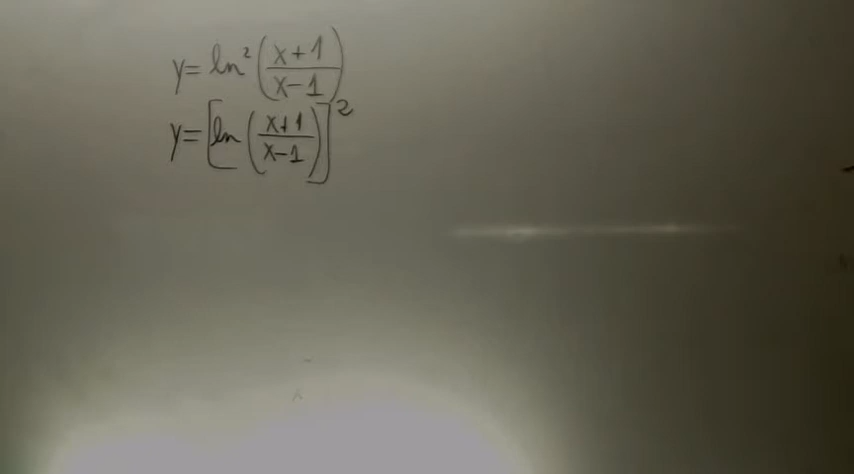 y = ln² ( (x+1)/(x-1) )
y = [ ln ( (x+1)/(x-1) ) ]²